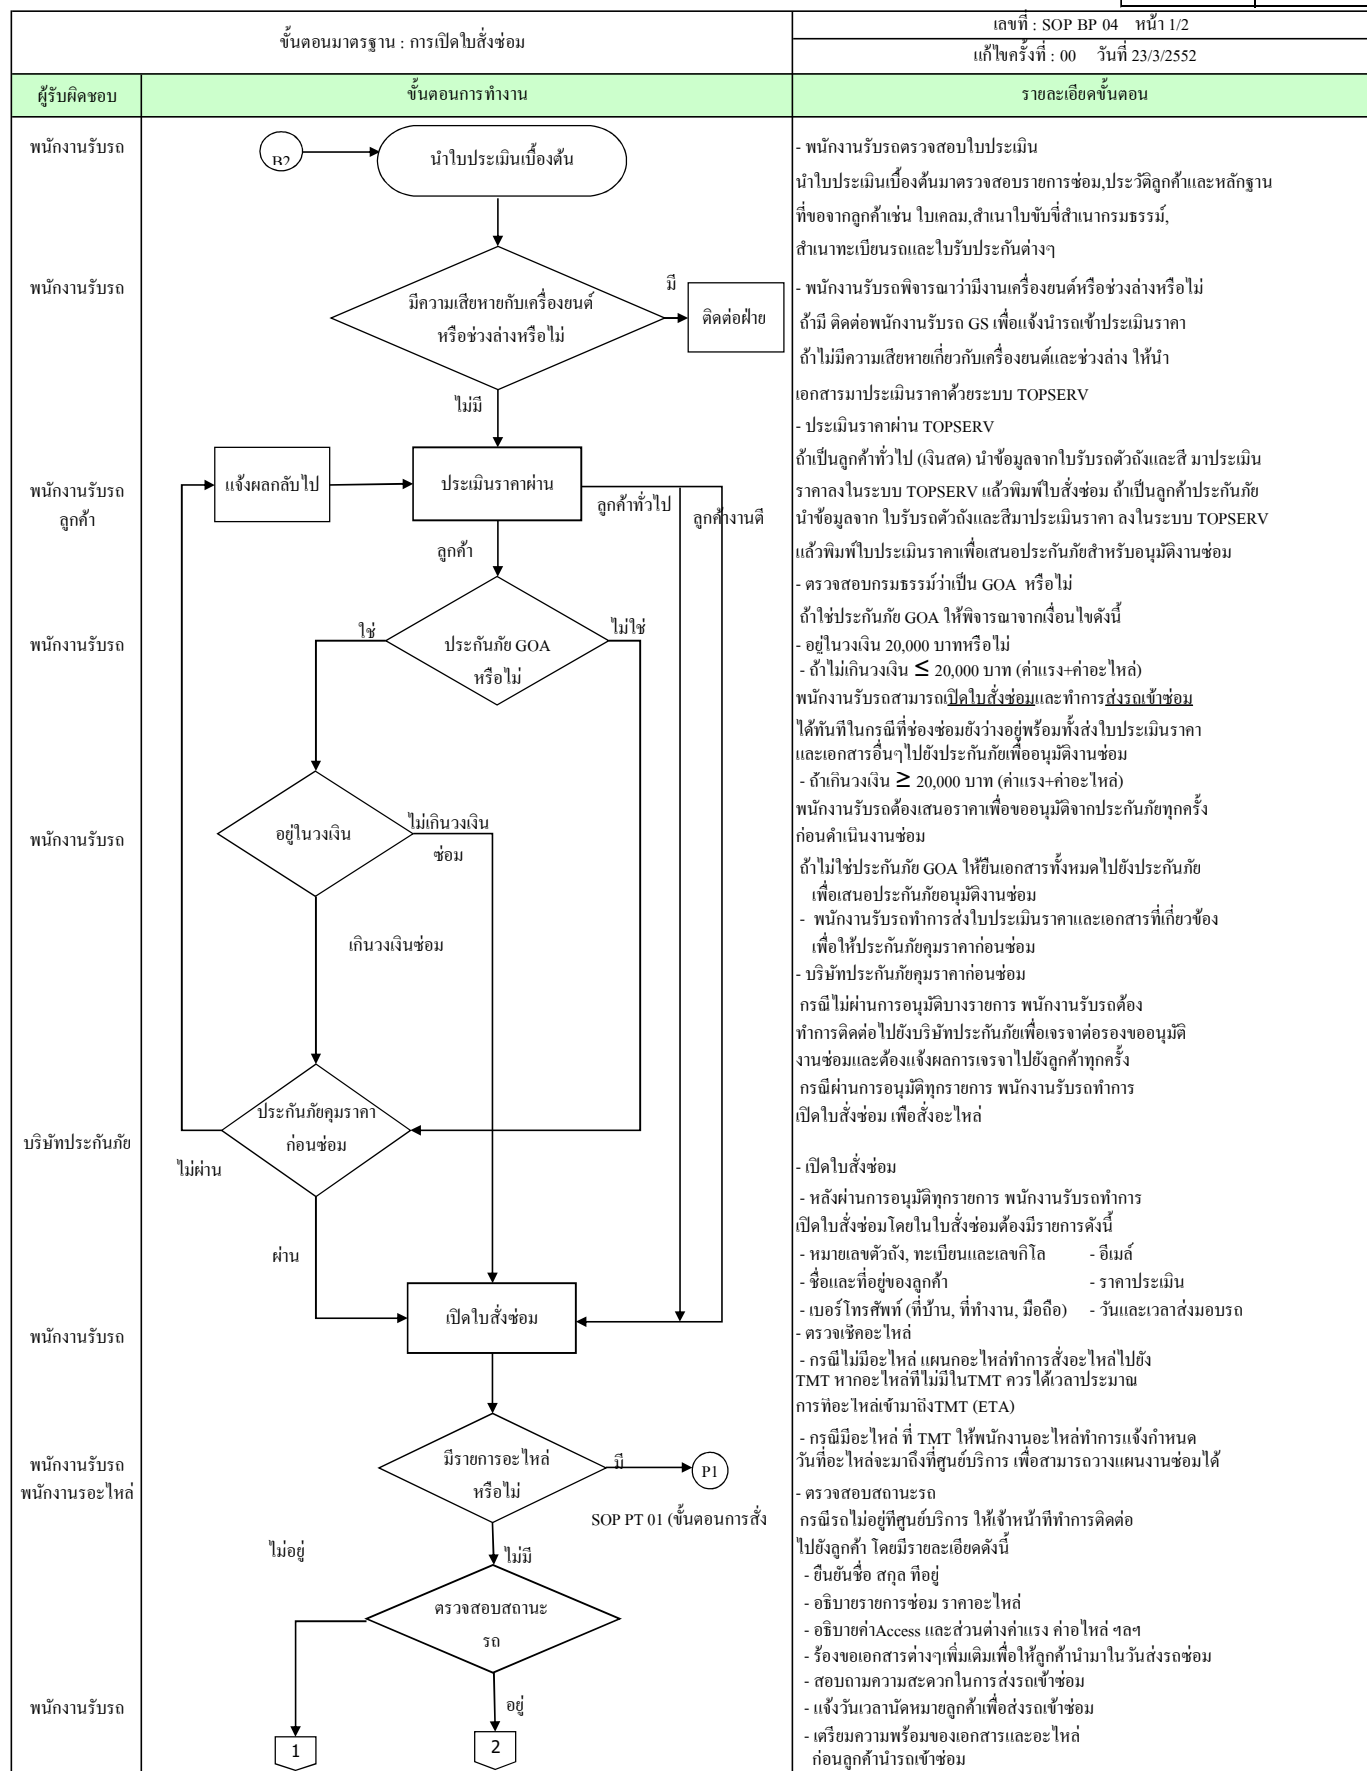 ขั้นตอนมาตรฐาน : การเปิดใบสั่งซ่อม
เลขที่ : SOP BP 04 หน้า 1/2
แก้ไขครั้งที่ : 00 วันที่ 23/3/2552
ผู้รับผิดชอบ
ขั้นตอนการทำงาน
รายละเอียดขั้นตอน
พนักงานรับรถ
พนักงานรับรถ
พนักงานรับรถ
ลูกค้า
พนักงานรับรถ
พนักงานรับรถ
บริษัทประกันภัย
พนักงานรับรถ
พนักงานรับรถ
พนักงานรอะไหล่
พนักงานรับรถ
B2
นำใบประเมินเบื้องต้น
มีความเสียหายกับเครื่องยนต์
หรือช่วงล่างหรือไม่
มี
ติดต่อฝ่าย
ไม่มี
แจ้งผลกลับไป
ประเมินราคาผ่าน
ลูกค้าทั่วไป
ลูกค้างานตี
ลูกค้า
ใช่
ประกันภัย GOA
หรือไม่
ไม่ใช่
อยู่ในวงเงิน
ไม่เกินวงเงิน
ซ่อม
เกินวงเงินซ่อม
ประกันภัยคุมราคา
ก่อนซ่อม
ไม่ผ่าน
ผ่าน
เปิดใบสั่งซ่อม
มีรายการอะไหล่
หรือไม่
มี
P1
SOP PT 01 (ขั้นตอนการสั่ง
ไม่อยู่
ไม่มี
ตรวจสอบสถานะ
รถ
อยู่
1
2
- พนักงานรับรถตรวจสอบใบประเมิน
นำใบประเมินเบื้องต้นมาตรวจสอบรายการซ่อม,ประวัติลูกค้าและหลักฐาน
ที่ขอจากลูกค้าเช่น ใบเคลม,สำเนาใบขับขี่สำเนากรมธรรม์,
สำเนาทะเบียนรถและใบรับประกันต่างๆ
- พนักงานรับรถพิจารณาว่ามีงานเครื่องยนต์หรือช่วงล่างหรือไม่
ถ้ามี ติดต่อพนักงานรับรถ GS เพื่อแจ้งนำรถเข้าประเมินราคา
ถ้าไม่มีความเสียหายเกี่ยวกับเครื่องยนต์และช่วงล่าง ให้นำ
เอกสารมาประเมินราคาด้วยระบบ TOPSERV
- ประเมินราคาผ่าน TOPSERV
ถ้าเป็นลูกค้าทั่วไป (เงินสด) นำข้อมูลจากใบรับรถตัวถังและสี มาประเมิน
ราคาลงในระบบ TOPSERV แล้วพิมพ์ใบสั่งซ่อม ถ้าเป็นลูกค้าประกันภัย
นำข้อมูลจาก ใบรับรถตัวถังและสีมาประเมินราคา ลงในระบบ TOPSERV
แล้วพิมพ์ใบประเมินราคาเพื่อเสนอประกันภัยสำหรับอนุมัติงานซ่อม
- ตรวจสอบกรมธรรม์ว่าเป็น GOA หรือไม่
ถ้าใช่ประกันภัย GOA ให้พิจารณาจากเงื่อนไขดังนี้
- อยู่ในวงเงิน 20,000 บาทหรือไม่
- ถ้าไม่เกินวงเงิน ≤ 20,000 บาท (ค่าแรง+ค่าอะไหล่)
พนักงานรับรถสามารถเปิดใบสั่งซ่อมและทำการส่งรถเข้าซ่อม
ได้ทันทีในกรณีที่ช่องซ่อมยังว่างอยู่พร้อมทั้งส่งใบประเมินราคา
และเอกสารอื่นๆไปยังประกันภัยเพื่ออนุมัติงานซ่อม
- ถ้าเกินวงเงิน ≥ 20,000 บาท (ค่าแรง+ค่าอะไหล่)
พนักงานรับรถต้องเสนอราคาเพื่อขออนุมัติจากประกันภัยทุกครั้ง
ก่อนดำเนินงานซ่อม
ถ้าไม่ใช่ประกันภัย GOA ให้ยื่นเอกสารทั้งหมดไปยังประกันภัย
เพื่อเสนอประกันภัยอนุมัติงานซ่อม
- พนักงานรับรถทำการส่งใบประเมินราคาและเอกสารที่เกี่ยวข้อง
เพื่อให้ประกันภัยคุมราคาก่อนซ่อม
- บริษัทประกันภัยคุมราคาก่อนซ่อม
กรณีไม่ผ่านการอนุมัติบางรายการ พนักงานรับรถต้อง
ทำการติดต่อไปยังบริษัทประกันภัยเพื่อเจรจาต่อรองขออนุมัติ
งานซ่อมและต้องแจ้งผลการเจรจาไปยังลูกค้าทุกครั้ง
กรณีผ่านการอนุมัติทุกรายการ พนักงานรับรถทำการ
เปิดใบสั่งซ่อม เพื่อสั่งอะไหล่
- เปิดใบสั่งซ่อม
- หลังผ่านการอนุมัติทุกรายการ พนักงานรับรถทำการ
เปิดใบสั่งซ่อมโดยในใบสั่งซ่อมต้องมีรายการดังนี้
- หมายเลขตัวถัง, ทะเบียนและเลขกิโล - อีเมล์
- ชื่อและที่อยู่ของลูกค้า - ราคาประเมิน
- เบอร์โทรศัพท์ (ที่บ้าน, ที่ทำงาน, มือถือ) - วันและเวลาส่งมอบรถ
- ตรวจเช็คอะไหล่
- กรณีไม่มีอะไหล่ แผนกอะไหล่ทำการสั่งอะไหล่ไปยัง
TMT หากอะไหล่ที่ไม่มีในTMT ควรได้เวลาประมาณ
การที่อะไหล่เข้ามาถึงTMT (ETA)
- กรณีมีอะไหล่ ที่ TMT ให้พนักงานอะไหล่ทำการแจ้งกำหนด
วันที่อะไหล่จะมาถึงที่ศูนย์บริการ เพื่อสามารถวางแผนงานซ่อมได้
- ตรวจสอบสถานะรถ
กรณีรถไม่อยู่ที่ศูนย์บริการ ให้เจ้าหน้าที่ทำการติดต่อ
ไปยังลูกค้า โดยมีรายละเอียดดังนี้
- ยืนยันชื่อ สกุล ที่อยู่
- อธิบายรายการซ่อม ราคาอะไหล่
- อธิบายค่าAccess และส่วนต่างค่าแรง ค่าอไหล่ ฯลฯ
- ร้องขอเอกสารต่างๆเพิ่มเติมเพื่อให้ลูกค้านำมาในวันส่งรถซ่อม
- สอบถามความสะดวกในการส่งรถเข้าซ่อม
- แจ้งวันเวลานัดหมายลูกค้าเพื่อส่งรถเข้าซ่อม
- เตรียมความพร้อมของเอกสารและอะไหล่
ก่อนลูกค้านำรถเข้าซ่อม